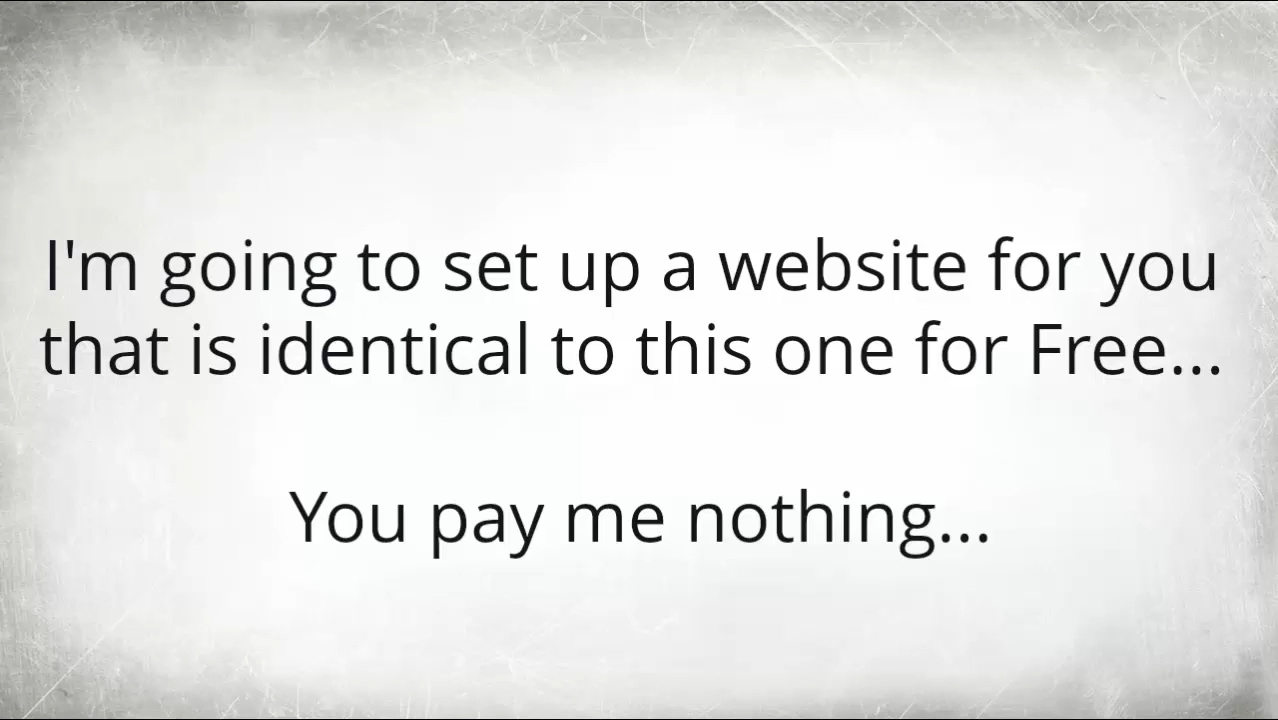 I'm going to set up a website for you
that is identical to this one for Free...
You pay me nothing...